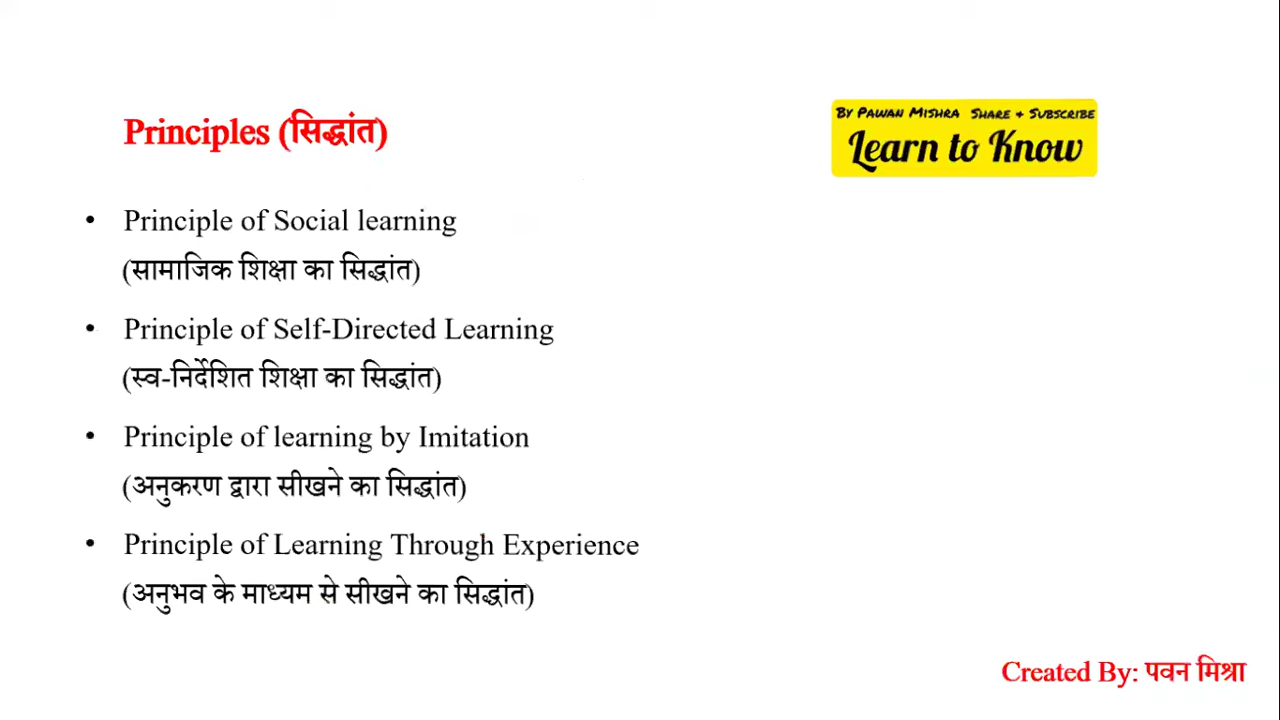 Principles (सिद्धांत)
By Pawan Mishra Share + Subscribe
Learn to Know
• Principle of Social learning
(सामाजिक शिक्षा का सिद्धांत)
• Principle of Self-Directed Learning
(स्व-निर्देशित शिक्षा का सिद्धांत)
• Principle of learning by Imitation
(अनुकरण द्वारा सीखने का सिद्धांत)
• Principle of Learning Through Experience
(अनुभव के माध्यम से सीखने का सिद्धांत)
Created By: पवन मिश्रा